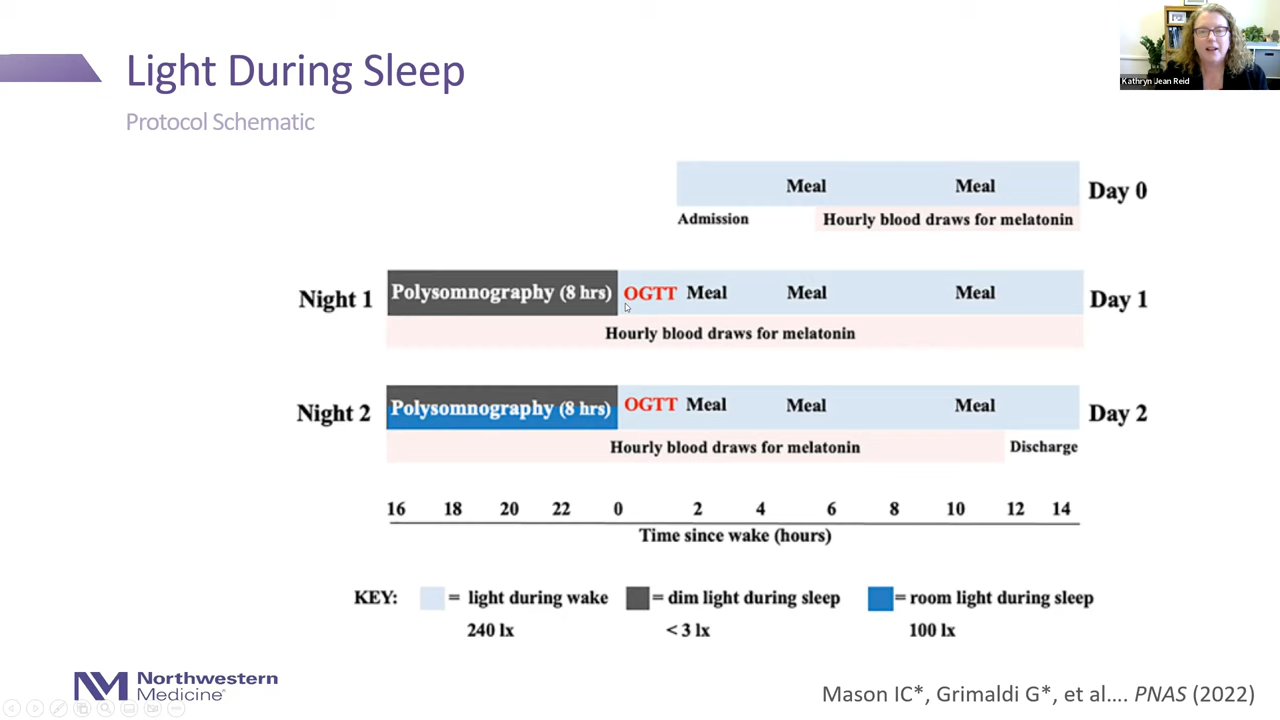 Light During Sleep
Protocol Schematic
Kathryn Jean Reid
Meal Meal Day 0
Admission Hourly blood draws for melatonin
Night 1 Polysomnography (8 hrs) OGTT Meal Meal Meal Day 1
Hourly blood draws for melatonin
Night 2 Polysomnography (8 hrs) OGTT Meal Meal Meal Day 2
Hourly blood draws for melatonin Discharge
16 18 20 22 0 2 4 6 8 10 12 14
Time since wake (hours)
KEY: = light during wake = dim light during sleep = room light during sleep
240 lx < 3 lx 100 lx
NM Northwestern
Medicine®
Mason IC*, Grimaldi G*, et al.... PNAS (2022)